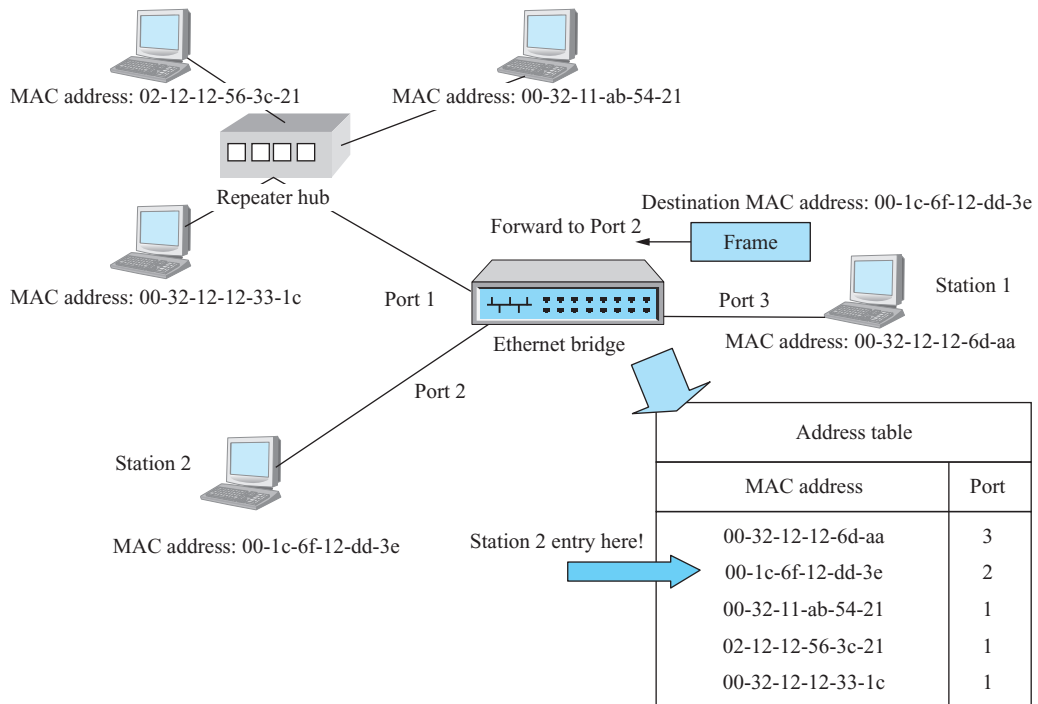 MAC address: 02-12-12-56-3c-21
MAC address: 00-32-11-ab-54-21
Repeater hub
Destination MAC address: 00-1c-6f-12-dd-3e
Forward to Port 2
Frame
MAC address: 00-32-12-12-33-1c
Port 1
Port 3
Station 1
Ethernet bridge
MAC address: 00-32-12-12-6d-aa
Port 2
Station 2
MAC address: 00-1c-6f-12-dd-3e
Station 2 entry here!
Address table
MAC address Port
00-32-12-12-6d-aa 3
00-1c-6f-12-dd-3e 2
00-32-11-ab-54-21 1
02-12-12-56-3c-21 1
00-32-12-12-33-1c 1